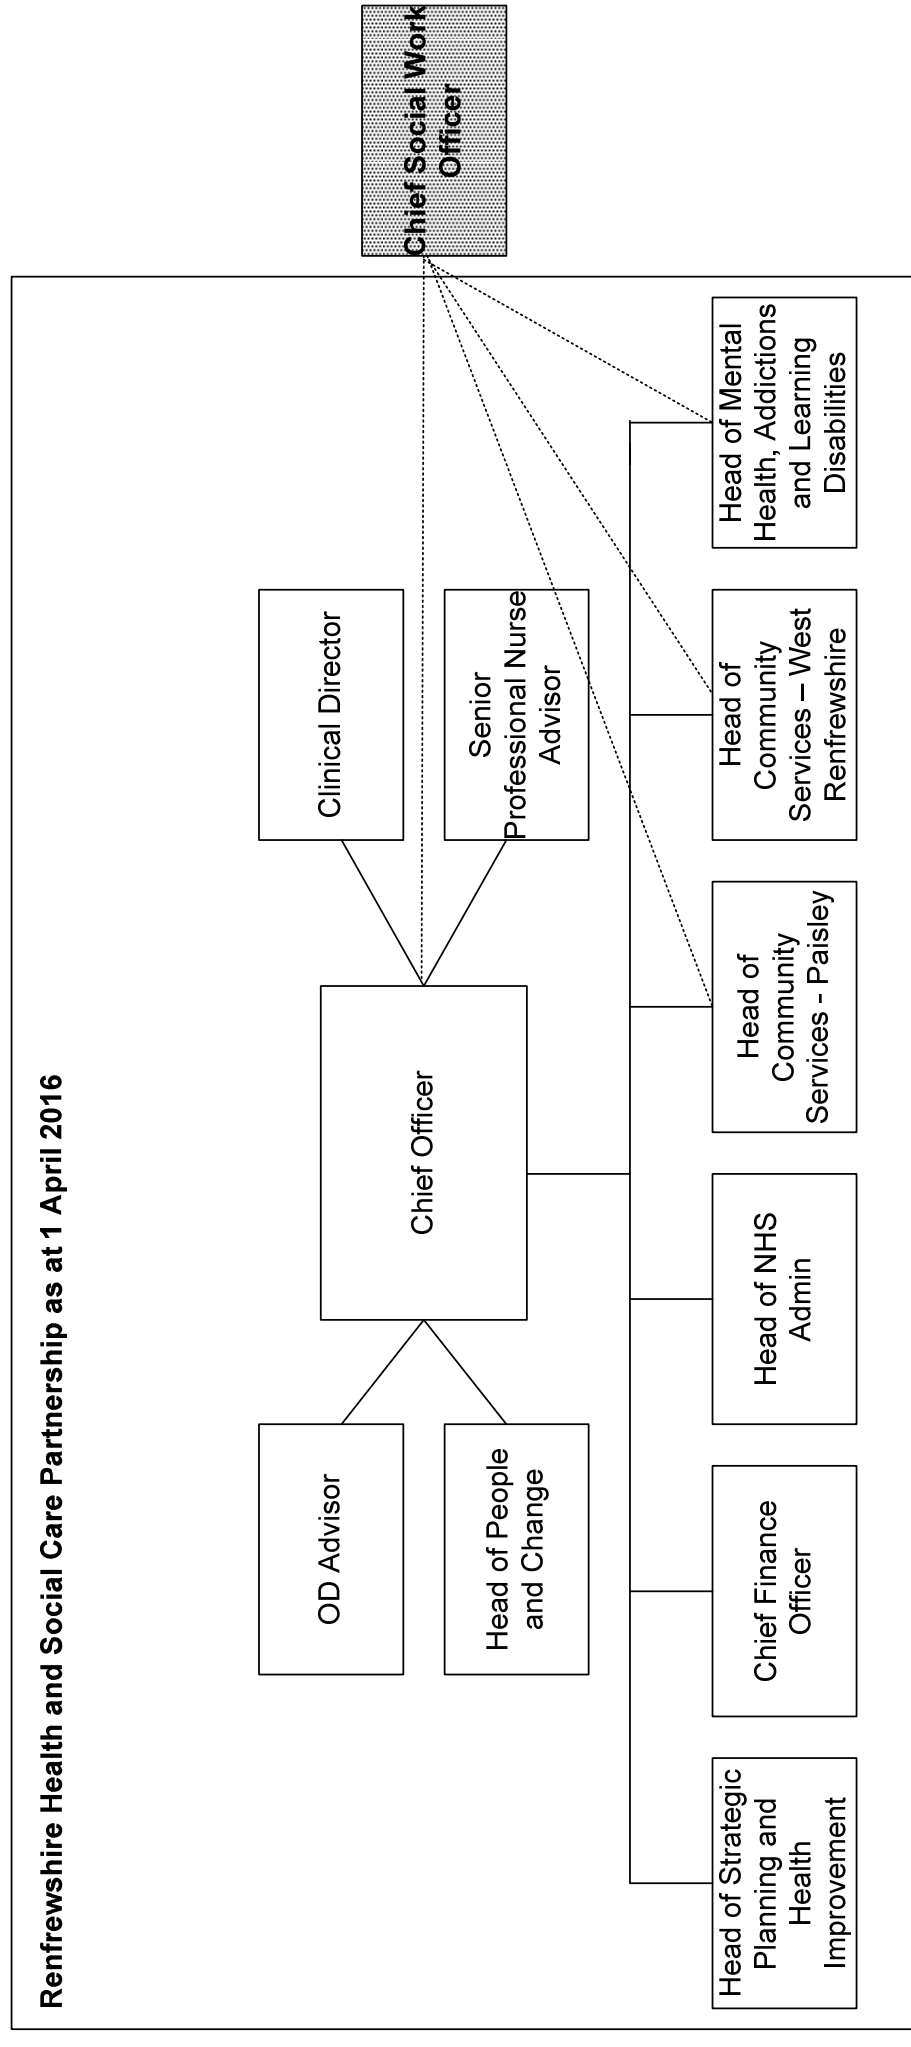 Renfrewshire Health and Social Care Partnership as at 1 April 2016
Chief Social Work
Officer
OD Advisor
Clinical Director
Chief Officer
Head of People
and Change
Senior
Professional Nurse
Advisor
Head of Strategic
Planning and
Health
Improvement
Chief Finance
Officer
Head of NHS
Admin
Head of
Community
Services - Paisley
Head of
Community
Services – West
Renfrewshire
Head of Mental
Health, Addictions
and Learning
Disabilities